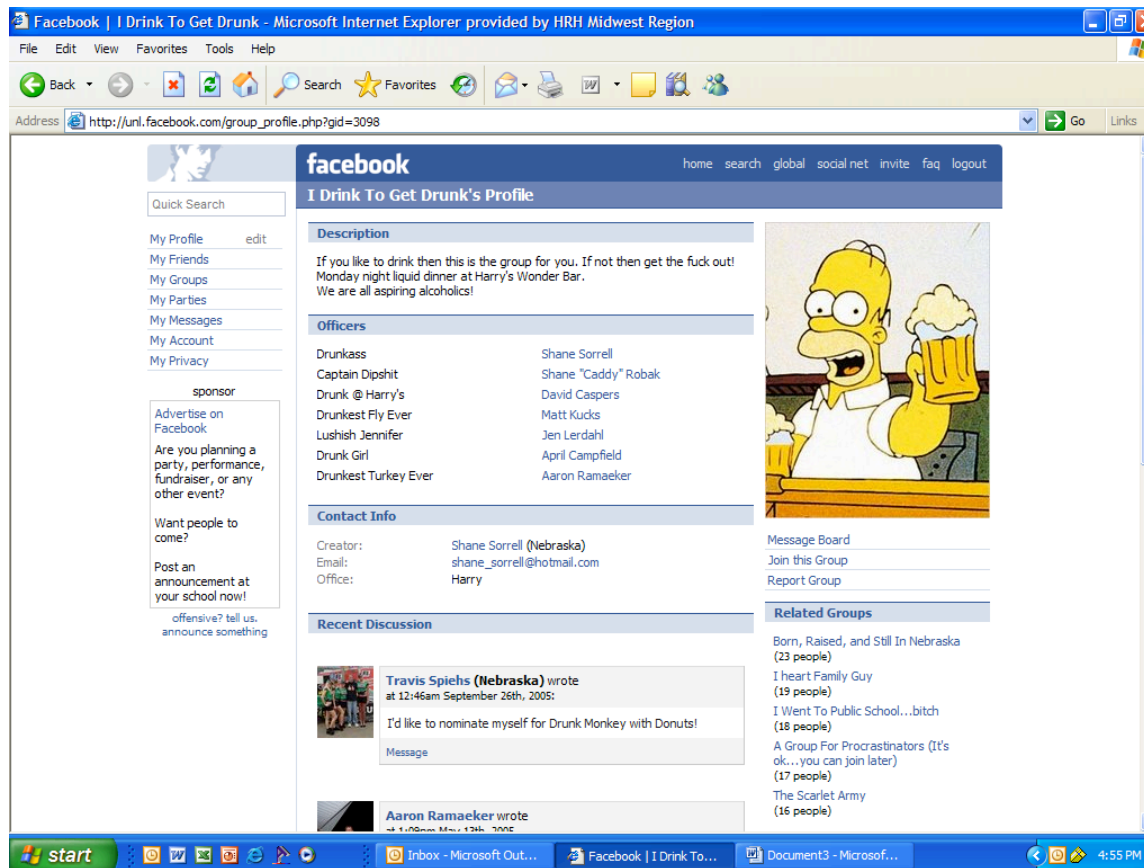 Facebook | I Drink To Get Drunk - Microsoft Internet Explorer provided by HRH Midwest Region
File Edit View Favorites Tools Help
Back Search Favorites
Address http://unl.facebook.com/group_profile.php?gid=3098 Go Links
facebook home search global social net invite faq logout
I Drink To Get Drunk's Profile
Quick Search
My Profile edit
My Friends
My Groups
My Parties
My Messages
My Account
My Privacy
sponsor
Advertise on
Facebook
Are you planning a
party, performance,
fundraiser, or any
other event?
Want people to
come?
Post an
announcement at
your school now!
offensive? tell us.
announce something
Description
If you like to drink then this is the group for you. If not then get the fuck out!
Monday night liquid dinner at Harry's Wonder Bar.
We are all aspiring alcoholics!
Officers
Drunkass Shane Sorrell
Captain Dipshit Shane "Caddy" Robak
Drunk @ Harry's David Caspers
Drunkest Fly Ever Matt Kucks
Lushish Jennifer Jen Lerdahl
Drunk Girl April Campfield
Drunkest Turkey Ever Aaron Ramaeker
Contact Info
Creator: Shane Sorrell (Nebraska)
Email: shane_sorrell@hotmail.com
Office: Harry
Recent Discussion
Travis Spiehs (Nebraska) wrote
at 12:46am September 26th, 2005:
I'd like to nominate myself for Drunk Monkey with Donuts!
Message
Aaron Ramaeker wrote
at 1:09pm May 13th, 2005
Message Board
Join this Group
Report Group
Related Groups
Born, Raised, and Still In Nebraska
(23 people)
I heart Family Guy
(19 people)
I Went To Public School...bitch
(18 people)
A Group For Procrastinators (It's
ok...you can join later)
(17 people)
The Scarlet Army
(16 people)
start Inbox - Microsoft Out... Facebook | I Drink To... Document3 - Microsof... 4:55 PM